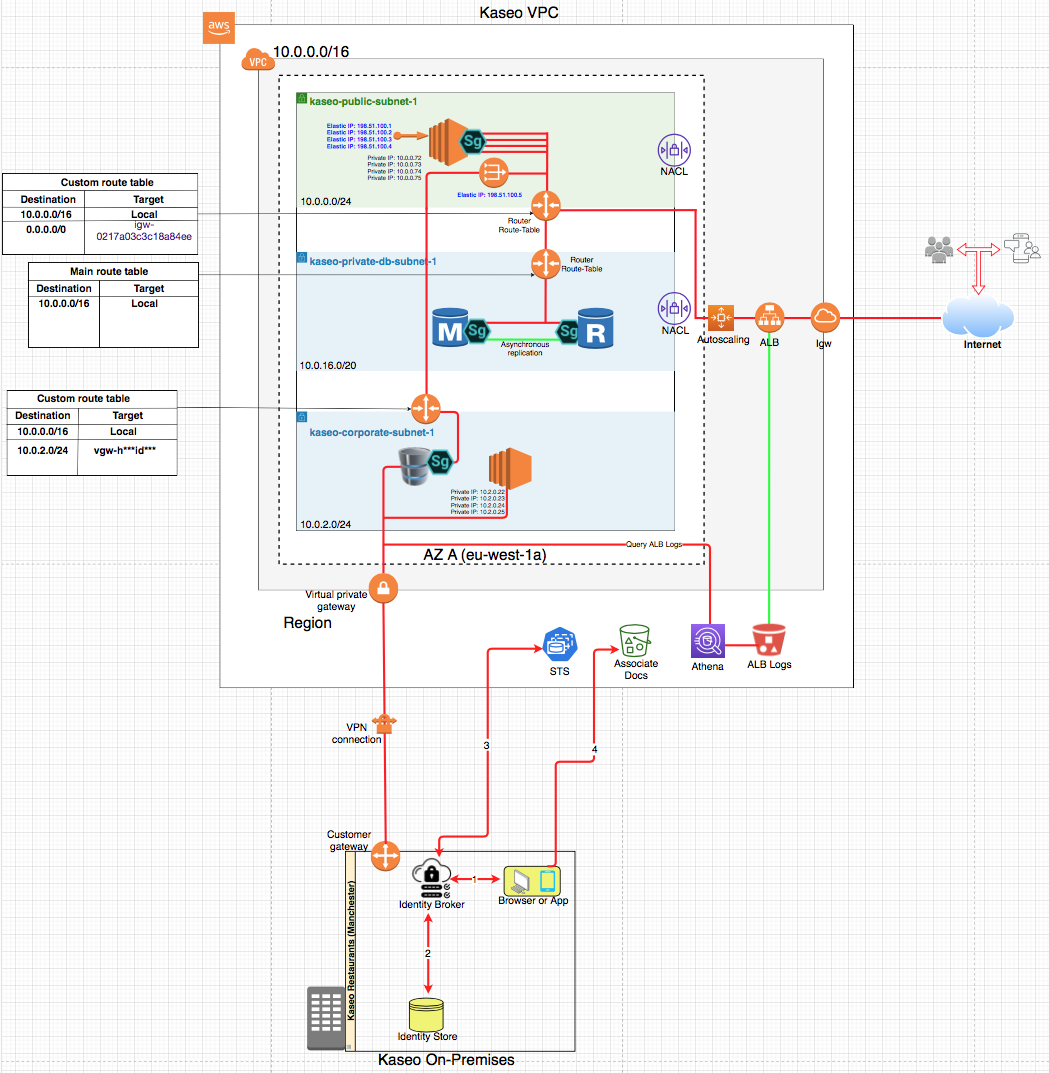 Kaseo VPC
aws
VPC
10.0.0.0/16
kaseo-public-subnet-1
Elastic IP: 198.51.100.1
Elastic IP: 198.51.100.2
Elastic IP: 198.51.100.3
Elastic IP: 198.51.100.4
Sg
Private IP: 10.0.0.72
Private IP: 10.0.0.73
Private IP: 10.0.0.74
Private IP: 10.0.0.75
Elastic IP: 198.51.100.5
NACL
10.0.0.0/24
Router
Route-Table
Custom route table
Destination Target
10.0.0.0/16 Local
0.0.0.0/0 igw-
0217a03c3c18a84ee
Main route table
Destination Target
10.0.0.0/16 Local
kaseo-private-db-subnet-1
Router
Route-Table
M
Sg
Sg
R
Asynchronous
replication
NACL
10.0.16.0/20
Autoscaling
ALB
Igw
Internet
Custom route table
Destination Target
10.0.0.0/16 Local
10.0.2.0/24 vgw-h***id***
kaseo-corporate-subnet-1
Sg
Private IP: 10.2.0.22
Private IP: 10.2.0.23
Private IP: 10.2.0.24
Private IP: 10.2.0.25
10.0.2.0/24
Query ALB Logs
AZ A (eu-west-1a)
Virtual private
gateway
Region
STS
Associate
Docs
Athena
ALB Logs
VPN
connection
3
4
Customer
gateway
Identity Broker
1
Browser or App
2
Identity Store
Kaseo Restaurants (Manchester)
Kaseo On-Premises